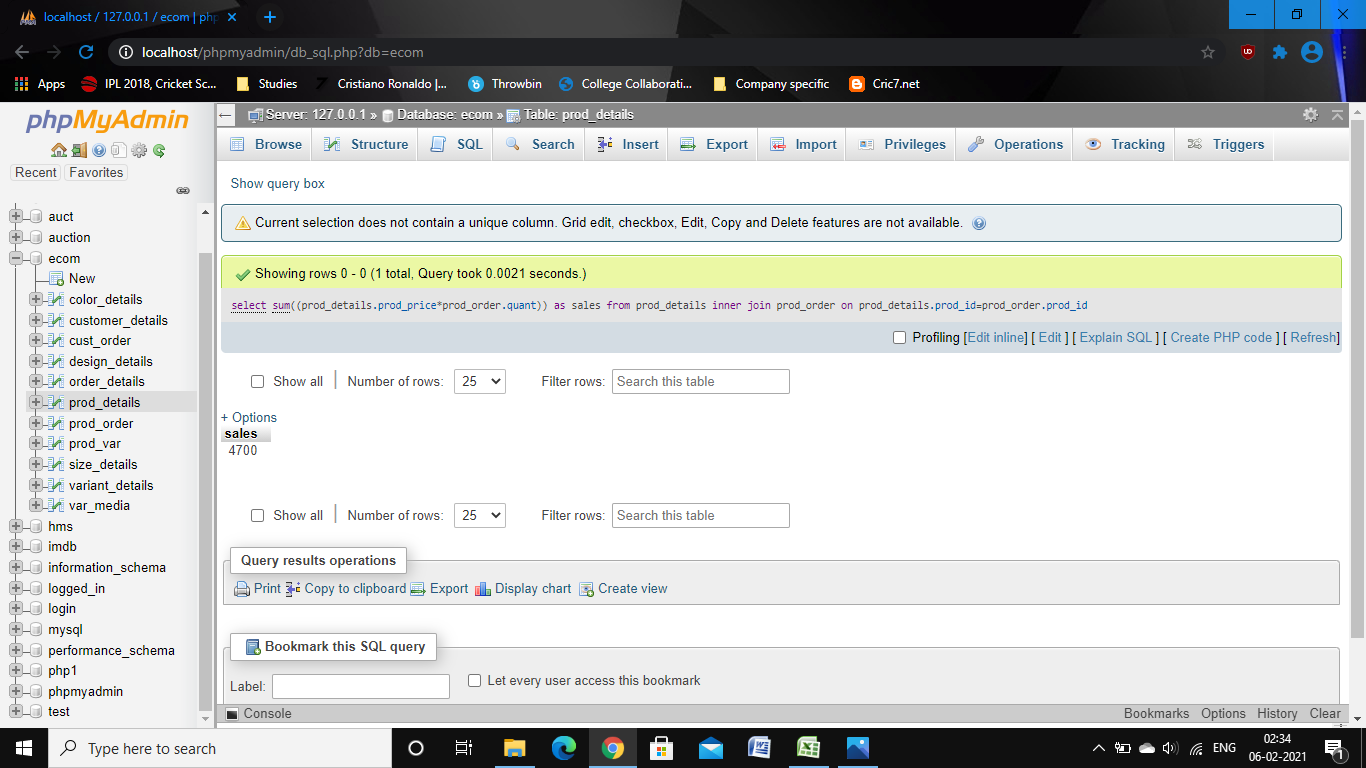 localhost / 127.0.0.1 / ecom | php
localhost/phpmyadmin/db_sql.php?db=ecom
Apps IPL 2018, Cricket Sc... Studies Cristiano Ronaldo |... Throwbin College Collaborati... Company specific Cric7.net
phpMyAdmin
Recent Favorites
auct
auction
ecom
New
color_details
customer_details
cust_order
design_details
order_details
prod_details
prod_order
prod_var
size_details
variant_details
var_media
hms
imdb
information_schema
logged_in
login
mysql
performance_schema
php1
phpmyadmin
test
Server: 127.0.0.1 » Database: ecom » Table: prod_details
Browse Structure SQL Search Insert Export Import Privileges Operations Tracking Triggers
Show query box
Current selection does not contain a unique column. Grid edit, checkbox, Edit, Copy and Delete features are not available.
Showing rows 0 - 0 (1 total, Query took 0.0021 seconds.)
select sum((prod_details.prod_price*prod_order.quant)) as sales from prod_details inner join prod_order on prod_details.prod_id=prod_order.prod_id
Profiling [Edit inline] [ Edit ] [ Explain SQL ] [ Create PHP code ] [ Refresh]
Show all | Number of rows: 25 Filter rows: Search this table
+ Options
sales
4700
Show all | Number of rows: 25 Filter rows: Search this table
Query results operations
Print Copy to clipboard Export Display chart Create view
Bookmark this SQL query
Label: Let every user access this bookmark
Console Bookmarks Options History Clear
Type here to search
ENG
02:34
06-02-2021
1